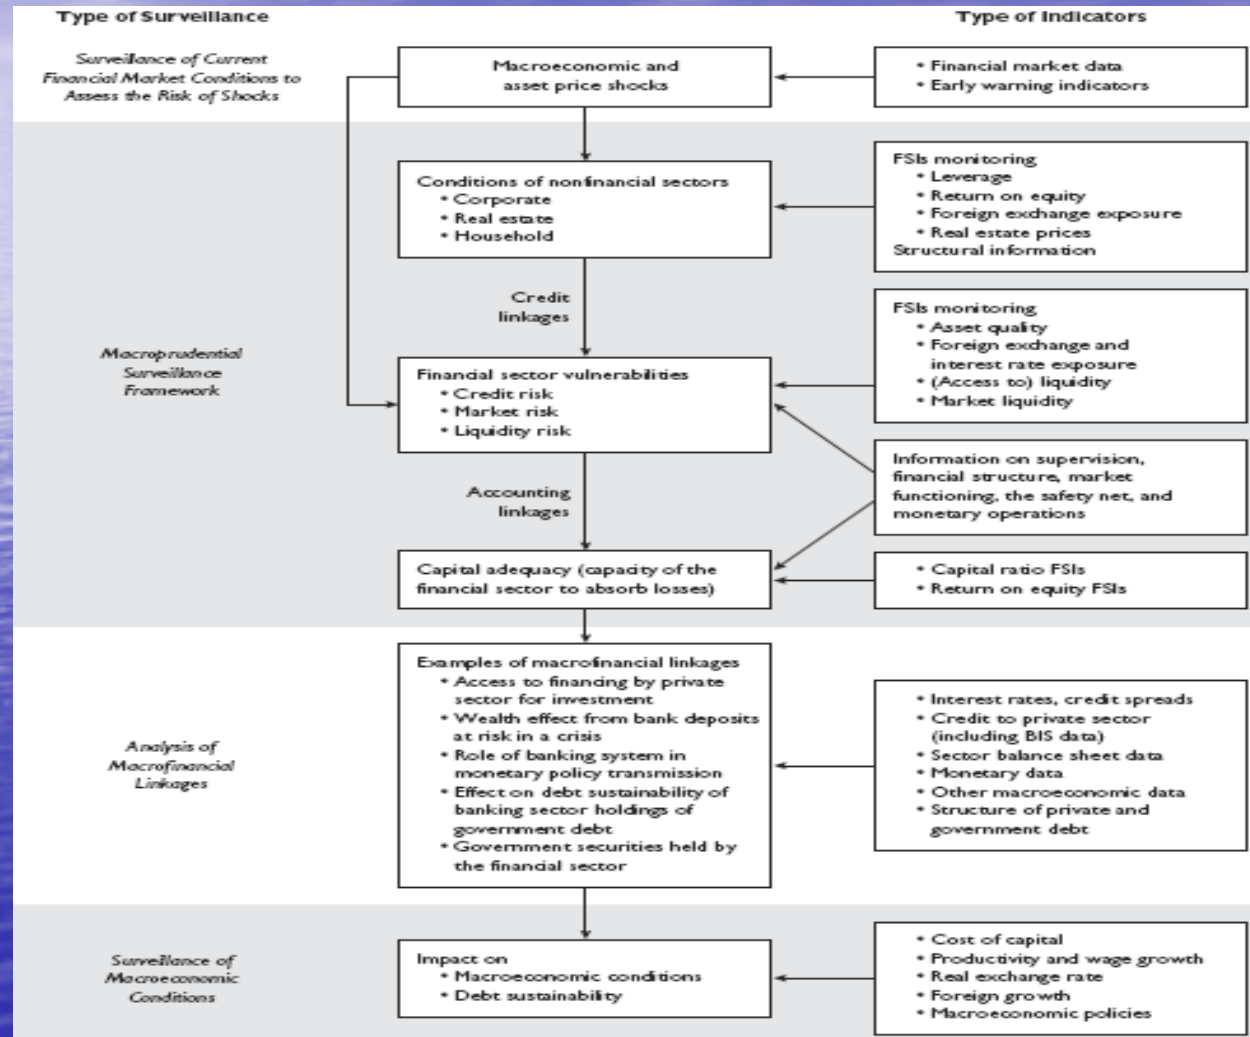 Type of Surveillance
Type of Indicators
Surveillance of Current
Financial Market Conditions to
Assess the Risk of Shocks
Macroeconomic and
asset price shocks
• Financial market data
• Early warning indicators
Macroprudential
Surveillance
Framework
Conditions of nonfinancial sectors
• Corporate
• Real estate
• Household
FSIs monitoring
• Leverage
• Return on equity
• Foreign exchange exposure
• Real estate prices
Structural information
Credit
linkages
Financial sector vulnerabilities
• Credit risk
• Market risk
• Liquidity risk
FSIs monitoring
• Asset quality
• Foreign exchange and
interest rate exposure
• (Access to) liquidity
• Market liquidity
Information on supervision,
financial structure, market
functioning, the safety net, and
monetary operations
Accounting
linkages
Capital adequacy (capacity of the
financial sector to absorb losses)
• Capital ratio FSIs
• Return on equity FSIs
Analysis of
Macrofinancial
Linkages
Examples of macrofinancial linkages
• Access to financing by private
sector for investment
• Wealth effect from bank deposits
at risk in a crisis
• Role of banking system in
monetary policy transmission
• Effect on debt sustainability of
banking sector holdings of
government debt
• Government securities held by
the financial sector
• Interest rates, credit spreads
• Credit to private sector
(including BIS data)
• Sector balance sheet data
• Monetary data
• Other macroeconomic data
• Structure of private and
government debt
Surveillance of
Macroeconomic
Conditions
Impact on
• Macroeconomic conditions
• Debt sustainability
• Cost of capital
• Productivity and wage growth
• Real exchange rate
• Foreign growth
• Macroeconomic policies